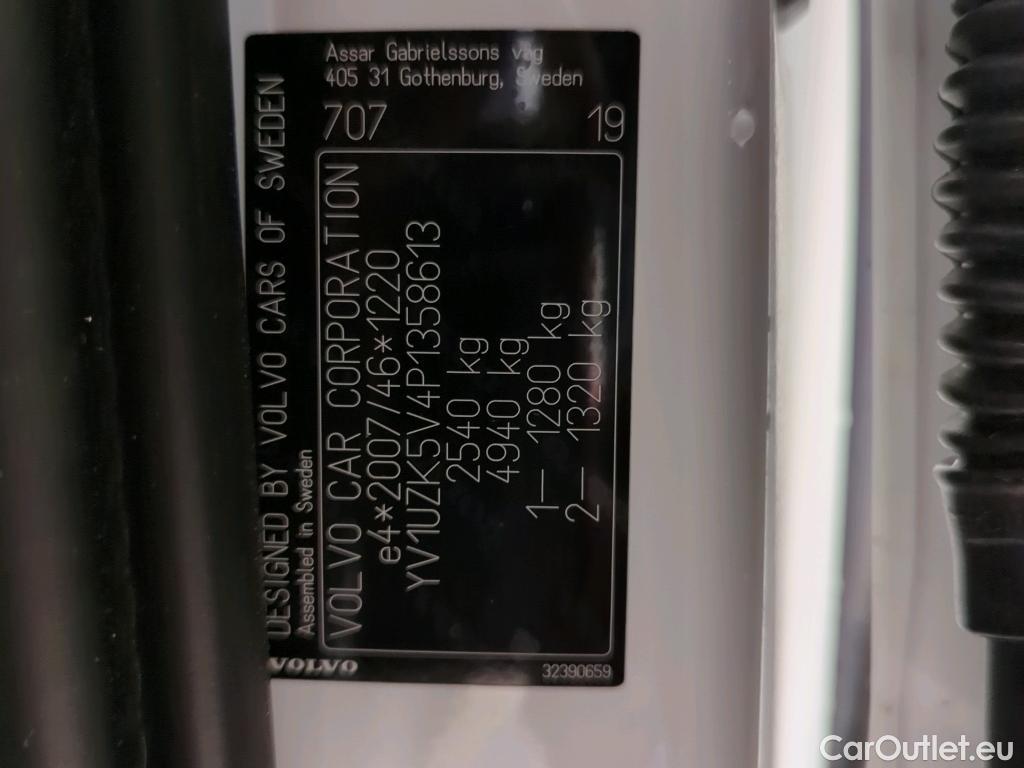 DESIGNED BY VOLVO CARS OF SWEDEN
Assembled in Sweden
Assar Gabrielssons väg
405 31 Gothenburg, Sweden
707
19
VOLVO CAR CORPORATION
e4*2007/46*1220
YV1UZK5V4P1358613
2540 kg
4940 kg
1– 1280 kg
2– 1320 kg
VOLVO
32390659
CarOutlet.eu